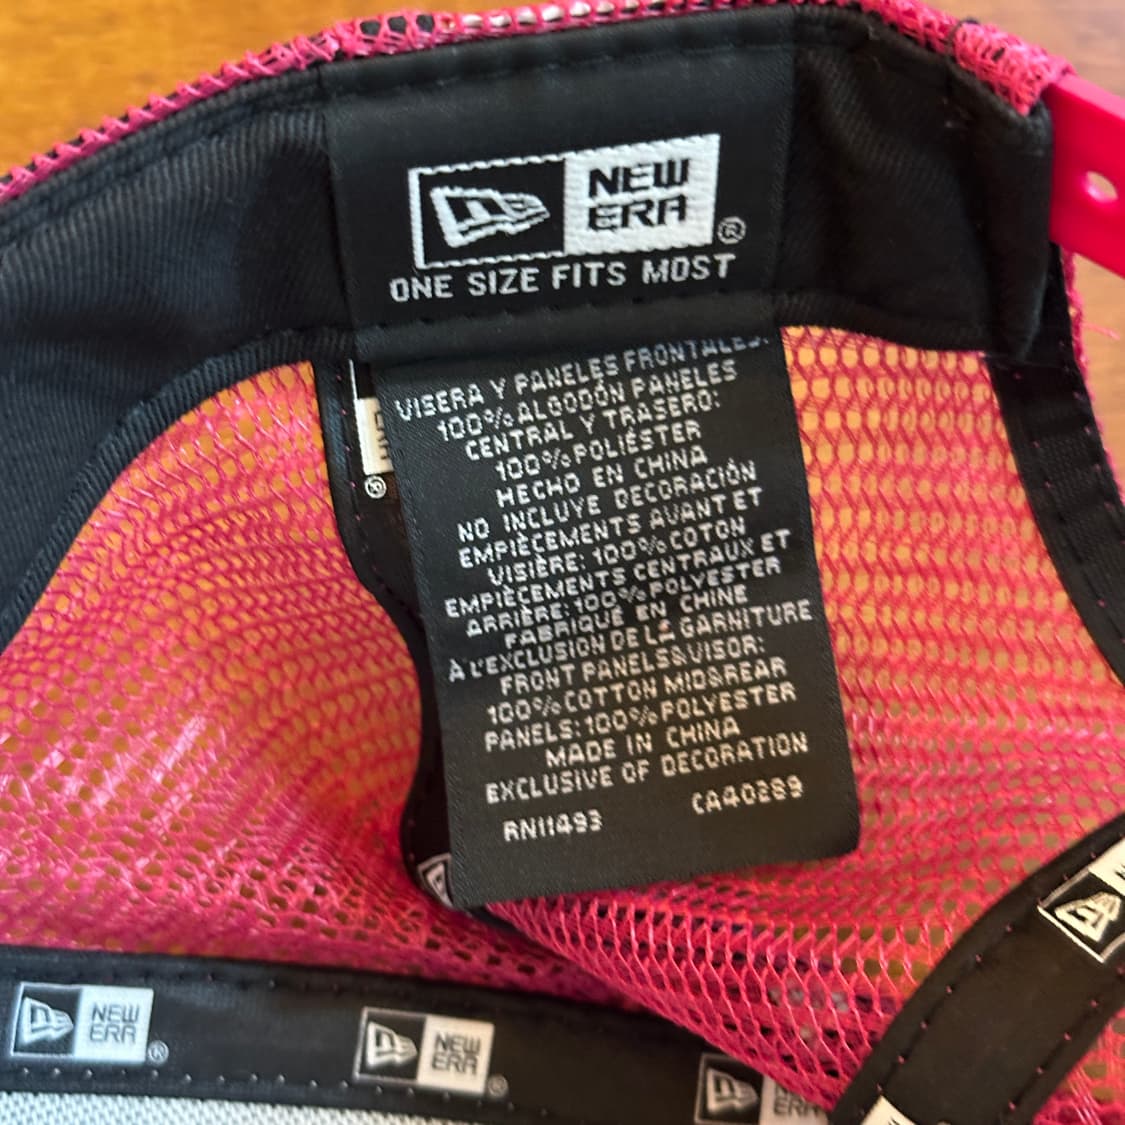 NEW
ERA
®
ONE SIZE FITS MOST
VISERA Y PANELES FRONTALES:
100% ALGODÓN PANELES
CENTRAL Y TRASERO:
100% POLIÉSTER
HECHO EN CHINA
NO INCLUYE DECORACIÓN
EMPIÈCEMENTS AVANT ET
VISIÈRE: 100% COTON
EMPIÈCEMENTS CENTRAUX ET
ARRIÈRE: 100% POLYESTER
FABRIQUÉ EN CHINE
À L'EXCLUSION DE LA GARNITURE
FRONT PANELS&VISOR:
100% COTTON MID&REAR
PANELS: 100% POLYESTER
MADE IN CHINA
EXCLUSIVE OF DECORATION
RN11493 CA40289
®
NEW
ERA
®
NEW
ERA
®
ERA